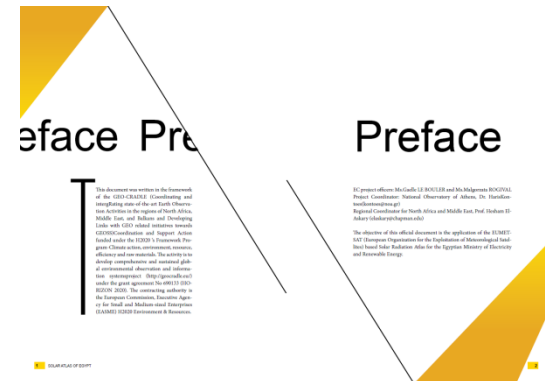 eface Pre
Preface
This document was written in the framework
of the GEO-CRADLE (Coordinating and
integRating state-of-the-art Earth Observa-
tion Activities in the regions of North Africa,
Middle East, and Balkans and Developing
Links with GEO related initiatives towards
GEOSS)Coordination and Support Action
funded under the H2020 's Framework Pro-
gram Climate action, environment, resource,
efficiency and raw materials. The activity is to
develop comprehensive and sustained glob-
al environmental observation and informa-
tion systemsproject (http://geocradle.eu/)
under the grant agreement No 690133 (HO-
RIZON 2020). The contracting authority is
the European Commission, Executive Agen-
cy for Small and Medium-sized Enterprises
(EASME) H2020 Environment & Resources.
EC project officers: Ms.Gaëlle LE BOULER and Ms.Malgorzata ROGIVAL
Project Coordinator: National Observatory of Athens, Dr.
Regional Coordinator for North Africa and Middle East, Prof. Hesham El-
Askary (elaskary@chapman.edu)
The objective of this official document is the application of the EUMET-
SAT (European Organization for the Exploitation of Meteorological Satel-
lites) based Solar Radiation Atlas for the Egyptian Ministry of Electricity
and Renewable Energy.
1 SOLAR ATLAS OF EGYPT
2